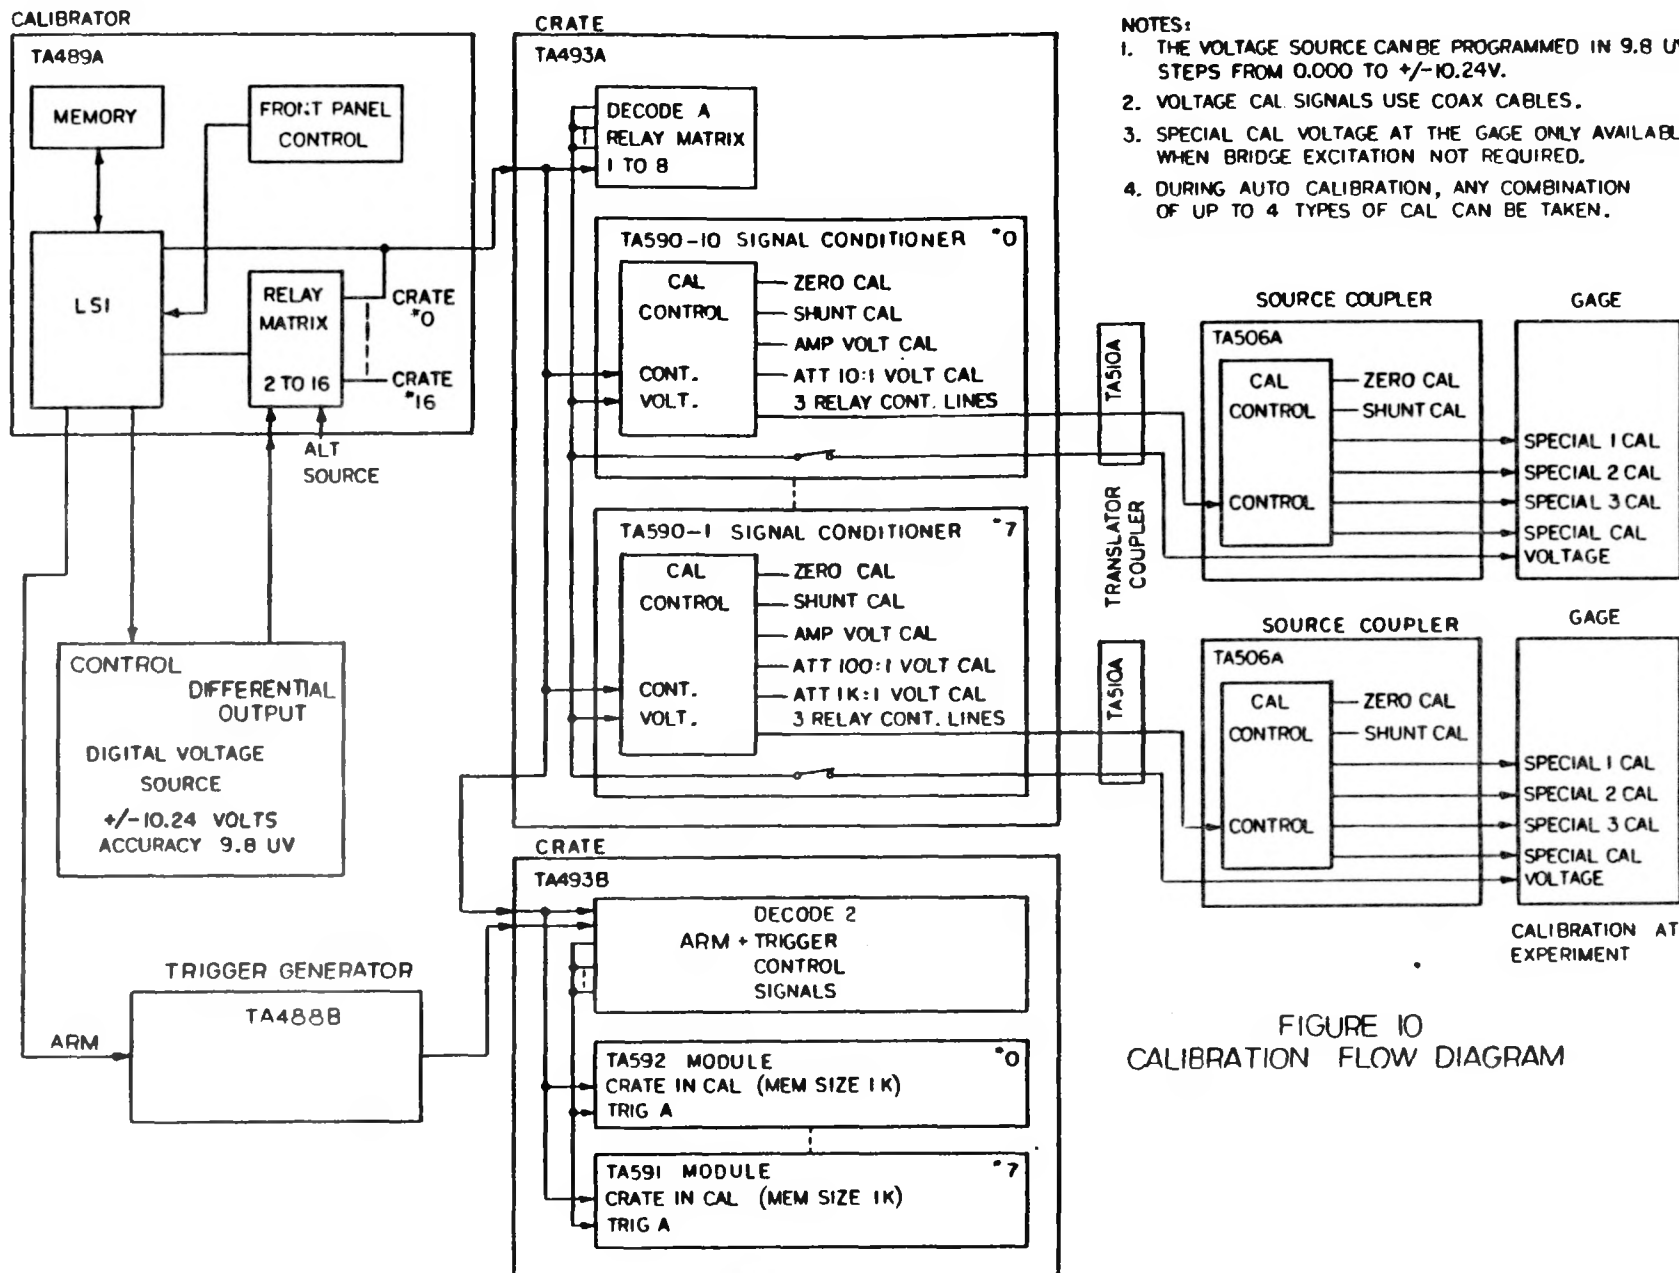 CALIBRATOR
TA489A
MEMORY
FRONT PANEL
CONTROL
LSI
RELAY
MATRIX
2 TO 16
CRATE
#0
CRATE
#16
ALT
SOURCE
CONTROL
DIFFERENTIAL
OUTPUT
DIGITAL VOLTAGE
SOURCE
+/-10.24 VOLTS
ACCURACY 9.8 UV
TRIGGER GENERATOR
TA488B
ARM
CRATE
TA493A
DECODE A
RELAY MATRIX
1 TO 8
TA590-10 SIGNAL CONDITIONER #0
CAL
CONTROL
CONT.
VOLT.
ZERO CAL
SHUNT CAL
AMP VOLT CAL
ATT 10:1 VOLT CAL
3 RELAY CONT. LINES
TA590-1 SIGNAL CONDITIONER #7
CAL
CONTROL
CONT.
VOLT.
ZERO CAL
SHUNT CAL
AMP VOLT CAL
ATT 100:1 VOLT CAL
ATT 1K:1 VOLT CAL
3 RELAY CONT. LINES
CRATE
TA493B
DECODE 2
ARM + TRIGGER
CONTROL
SIGNALS
TA592 MODULE #0
CRATE IN CAL (MEM SIZE 1K)
TRIG A
TA591 MODULE #7
CRATE IN CAL (MEM SIZE 1K)
TRIG A
NOTES:
1. THE VOLTAGE SOURCE CAN BE PROGRAMMED IN 9.8 UV
STEPS FROM 0.000 TO +/-10.24V.
2. VOLTAGE CAL SIGNALS USE COAX CABLES.
3. SPECIAL CAL VOLTAGE AT THE GAGE ONLY AVAILABL
WHEN BRIDGE EXCITATION NOT REQUIRED.
4. DURING AUTO CALIBRATION, ANY COMBINATION
OF UP TO 4 TYPES OF CAL CAN BE TAKEN.
TA510A
TRANSLATOR
COUPLER
TA510A
SOURCE COUPLER
TA506A
CAL
CONTROL
CONTROL
ZERO CAL
SHUNT CAL
GAGE
SPECIAL 1 CAL
SPECIAL 2 CAL
SPECIAL 3 CAL
SPECIAL CAL
VOLTAGE
SOURCE COUPLER
TA506A
CAL
CONTROL
CONTROL
ZERO CAL
SHUNT CAL
GAGE
SPECIAL 1 CAL
SPECIAL 2 CAL
SPECIAL 3 CAL
SPECIAL CAL
VOLTAGE
CALIBRATION AT
EXPERIMENT
FIGURE 10
CALIBRATION FLOW DIAGRAM